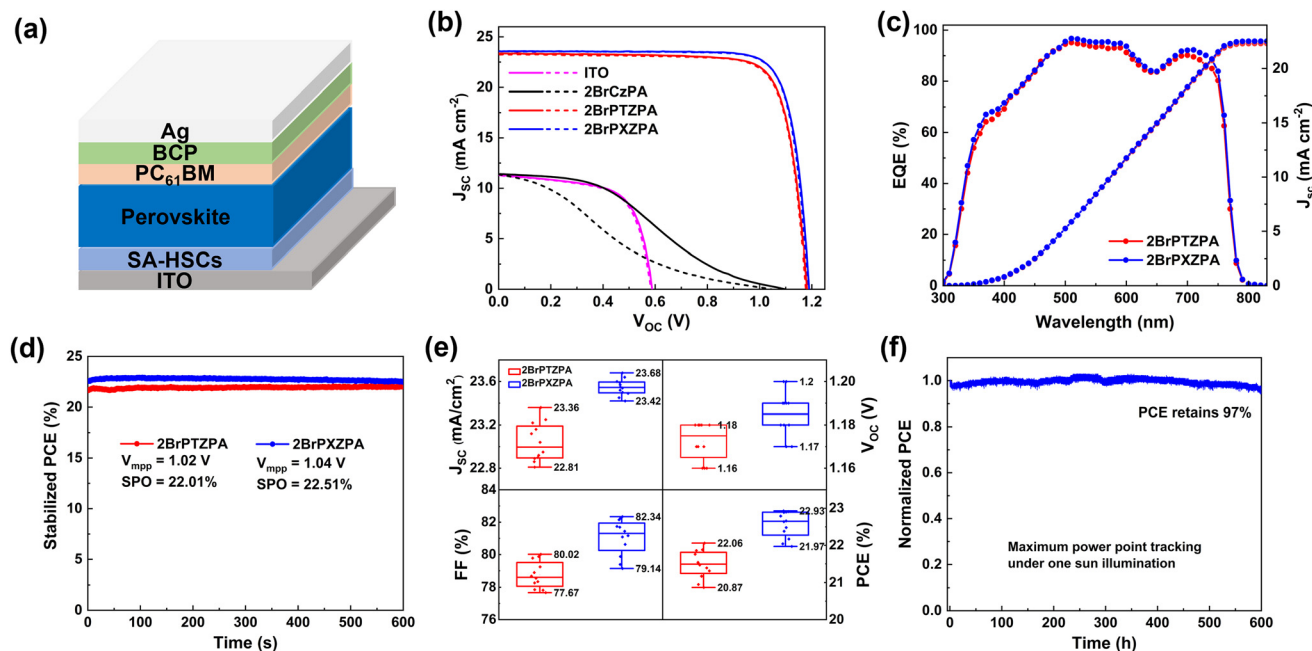 (a)
Ag
BCP
PC61BM
Perovskite
SA-HSCs
ITO
(b)
25
20
15
10
5
0
JSC (mA cm-2)
ITO
2BrCzPA
2BrPTZPA
2BrPXZPA
0.0 0.2 0.4 0.6 0.8 1.0 1.2
VOC (V)
(c)
100
80
60
40
20
0
EQE (%)
20
15
10
5
0
JSC (mA cm-2)
2BrPTZPA
2BrPXZPA
300 400 500 600 700 800
Wavelength (nm)
(d)
25
20
15
10
5
0
Stabilized PCE (%)
2BrPTZPA
Vmpp = 1.02 V
SPO = 22.01%
2BrPXZPA
Vmpp = 1.04 V
SPO = 22.51%
0 100 200 300 400 500 600
Time (s)
(e)
2BrPTZPA
2BrPXZPA
23.6
23.2
22.8
JSC (mA/cm2)
23.36
22.81
23.68
23.42
1.18
1.16
1.2
1.17
1.20
1.18
1.16
VOC (V)
84
82
80
78
76
FF (%)
80.02
77.67
82.34
79.14
22.06
20.87
22.93
21.97
23
22
21
20
PCE (%)
(f)
1.0
0.8
0.6
0.4
0.2
0.0
Normalized PCE
PCE retains 97%
Maximum power point tracking
under one sun illumination
0 100 200 300 400 500 600
Time (h)